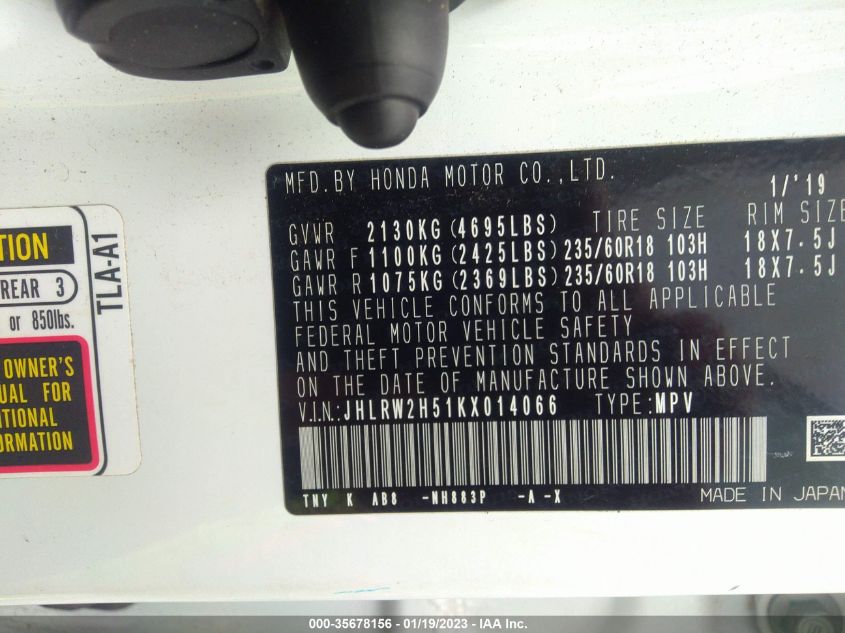 MFD.BY HONDA MOTOR CO.,LTD. 1/'19
GVWR 2130KG (4695LBS) TIRE SIZE RIM SIZE
GAWR F 1100KG (2425LBS) 235/60R18 103H 18X7.5J
GAWR R 1075KG (2369LBS) 235/60R18 103H 18X7.5J
THIS VEHICLE CONFORMS TO ALL APPLICABLE
FEDERAL MOTOR VEHICLE SAFETY
AND THEFT PREVENTION STANDARDS IN EFFECT
ON THE DATE OF MANUFACTURE SHOWN ABOVE.
V.I.N.:JHLRW2H51KX014066 TYPE:MPV
TNY K AB8 -NH883P -A -X
MADE IN JAPAN
TION
REAR 3
or 850lbs.
OWNER'S
UAL FOR
ITIONAL
ORMATION
TLA-A1
000-35678156 - 01/19/2023 - IAA Inc.